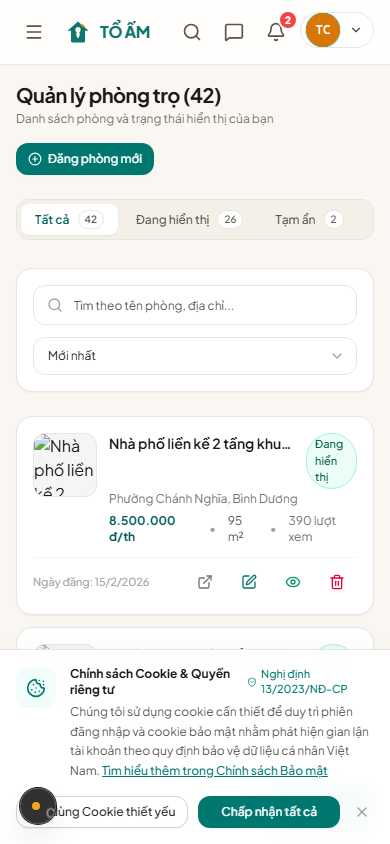 TỔ ẤM
2
TC
Quản lý phòng trọ (42)
Danh sách phòng và trạng thái hiển thị của bạn
Đăng phòng mới
Tất cả 42 Đang hiển thị 26 Tạm ẩn 2
Tìm theo tên phòng, địa chỉ...
Mới nhất
Nhà
phố liền
kề 2
Nhà phố liền kề 2 tầng khu...
Đang
hiển
thị
Phường Chánh Nghĩa, Bình Dương
8.500.000
đ/th
• 95
m²
• 390 lượt
xem
Ngày đăng: 15/2/2026
Chính sách Cookie & Quyền
riêng tư
Nghị định
13/2023/NĐ-CP
Chúng tôi sử dụng cookie cần thiết để duy trì phiên
đăng nhập và cookie bảo mật nhằm phát hiện gian lận
tài khoản theo quy định bảo vệ dữ liệu cá nhân Việt
Nam. Tìm hiểu thêm trong Chính sách Bảo mật
dùng Cookie thiết yếu
Chấp nhận tất cả